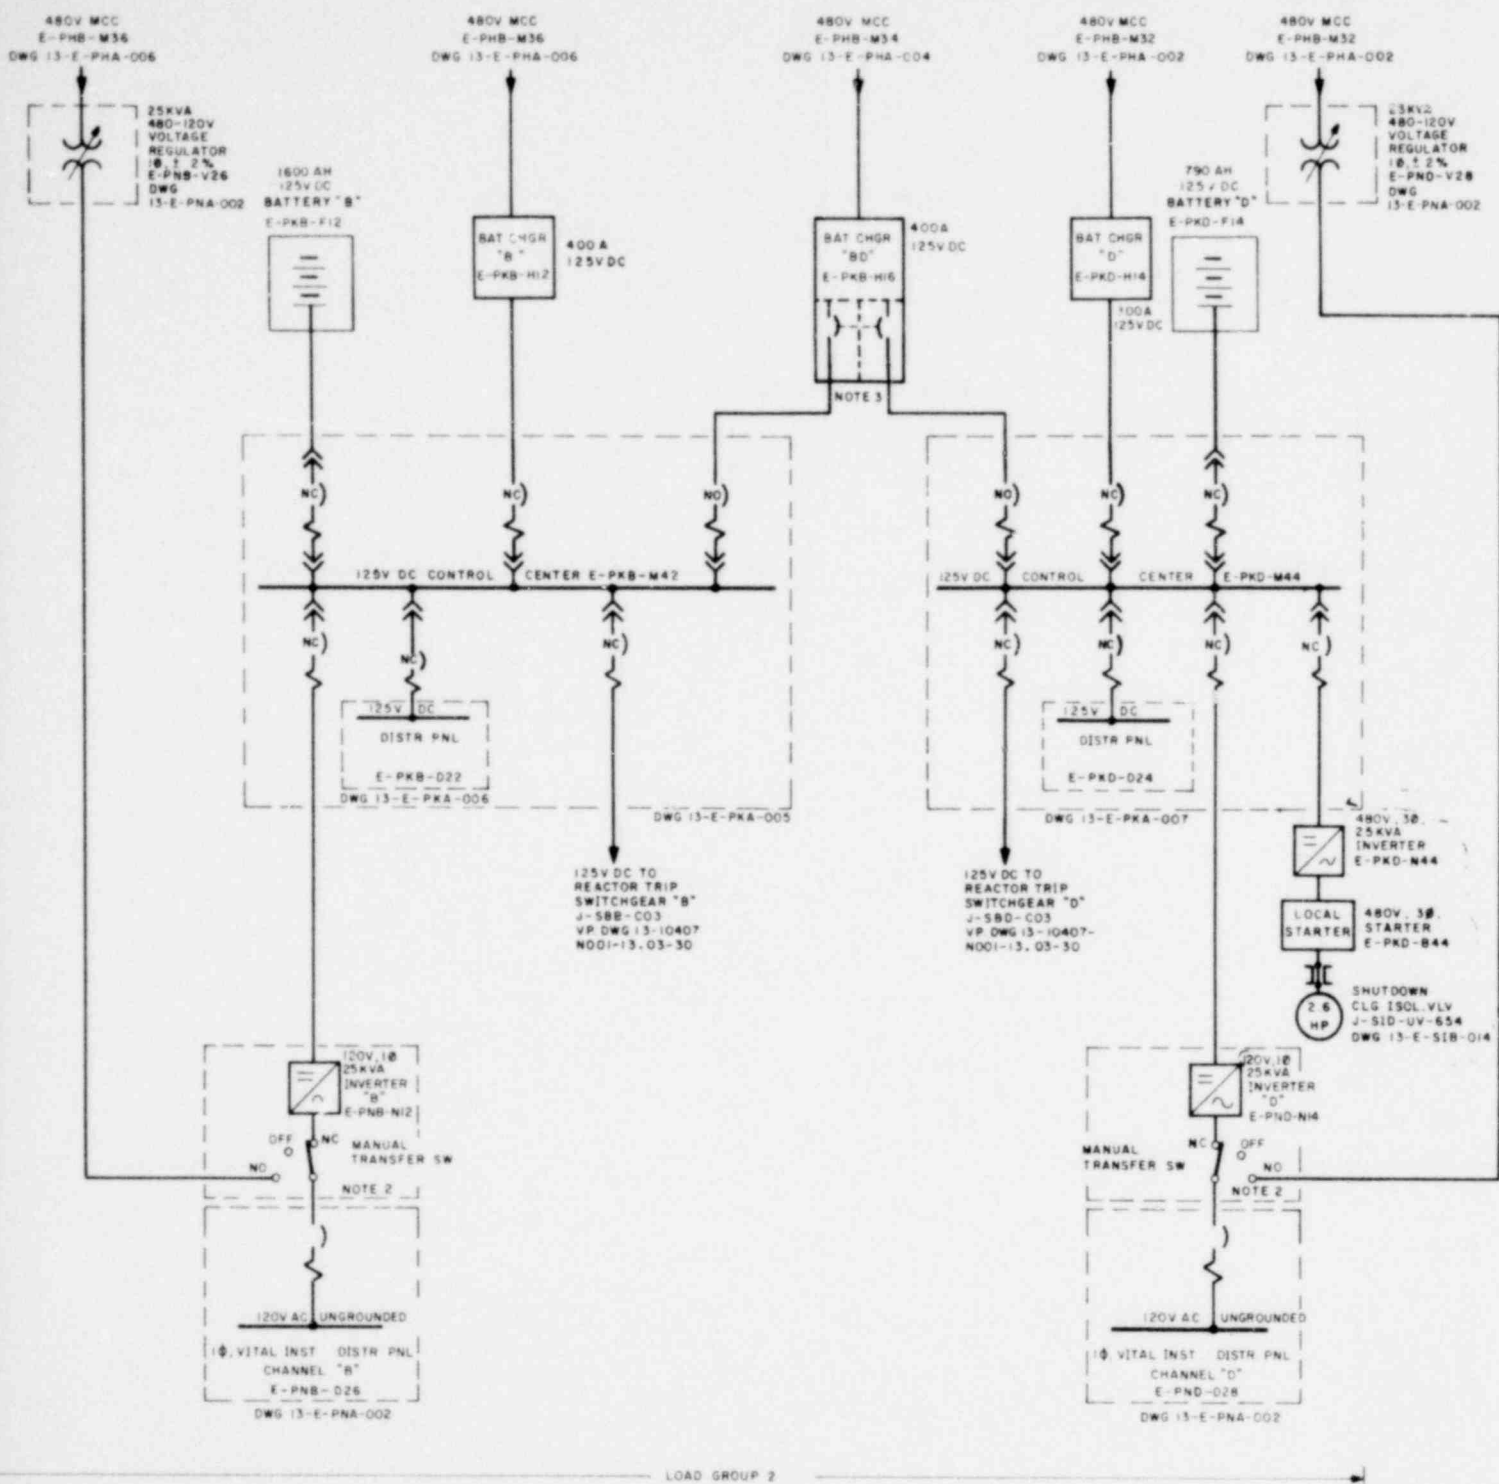 480V MCC
E-PHB-M36
DWG 13-E-PHA-006
480V MCC
E-PHB-M36
DWG 13-E-PHA-006
480V MCC
E-PHB-M34
DWG 13-E-PHA-C04
480V MCC
E-PHB-M32
DWG 13-E-PHA-002
480V MCC
E-PHB-M32
DWG 13-E-PHA-002
25KVA
480-120V
VOLTAGE
REGULATOR
1Ø, ± 2%
E-PNB-V26
DWG
13-E-PNA-002
1600 AH
125V DC
BATTERY "B"
E-PKB-F12
BAT CHGR
"B"
E-PKB-H12
400A
125V DC
BAT CHGR
"BD"
E-PKB-H16
400A
125V DC
NOTE 3
BAT CHGR
"D"
E-PKD-H14
300A
125V DC
790 AH
125V DC
BATTERY "D"
E-PKD-F14
480-120V
VOLTAGE
REGULATOR
1Ø, ± 2%
E-PND-V28
DWG
13-E-PNA-002
NC
NC
NO
NO
NC
NC
125V DC CONTROL CENTER E-PKB-M42
125V DC CONTROL CENTER E-PKD-M44
NC
NC
NC
NC
NC
NC
NC
125V DC
DISTR PNL
E-PKB-D22
DWG 13-E-PKA-006
DWG 13-E-PKA-005
125V DC
DISTR PNL
E-PKD-D24
DWG 13-E-PKA-007
125V DC TO
REACTOR TRIP
SWITCHGEAR "B"
J-SBB-C03
VP DWG 13-10407
N001-13.03-30
125V DC TO
REACTOR TRIP
SWITCHGEAR "D"
J-SBD-C03
VP DWG 13-10407-
N001-13.03-30
480V, 3Ø,
25KVA
INVERTER
E-PKD-N44
LOCAL
STARTER
480V, 3Ø,
STARTER
E-PKD-B44
2.6
HP
SHUTDOWN
CLG ISOL.VLV
J-SID-UV-654
DWG 13-E-SIB-014
120V, 1Ø
25KVA
INVERTER
"B"
E-PNB-N12
OFF
NC
MANUAL
TRANSFER SW
NO
NOTE 2
120V, 1Ø
25KVA
INVERTER
"D"
E-PND-N14
MANUAL
TRANSFER SW
NC
OFF
NO
NOTE 2
120V AC UNGROUNDED
1Φ, VITAL INST DISTR PNL
CHANNEL "B"
E-PNB-D26
DWG 13-E-PNA-002
120V AC UNGROUNDED
1Φ, VITAL INST DISTR PNL
CHANNEL "D"
E-PND-D28
DWG 13-E-PNA-002
LOAD GROUP 2